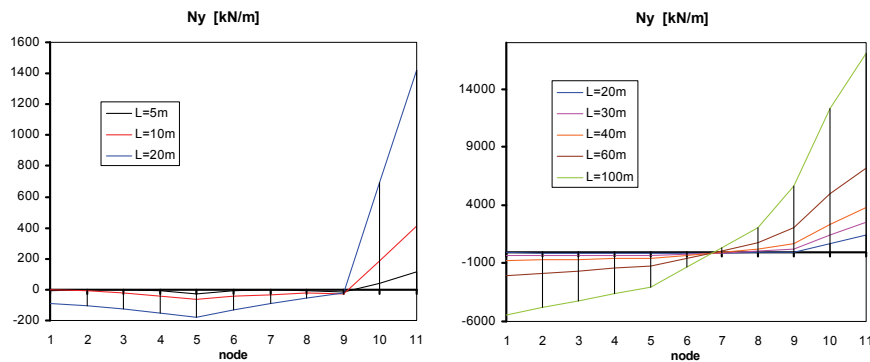 Ny [kN/m]
1600
1400
1200
1000
800
600
400
200
0
-200
L=5m
L=10m
L=20m
1 2 3 4 5 6 7 8 9 10 11
node
Ny [kN/m]
14000
9000
4000
-1000
-6000
L=20m
L=30m
L=40m
L=60m
L=100m
1 2 3 4 5 6 7 8 9 10 11
node